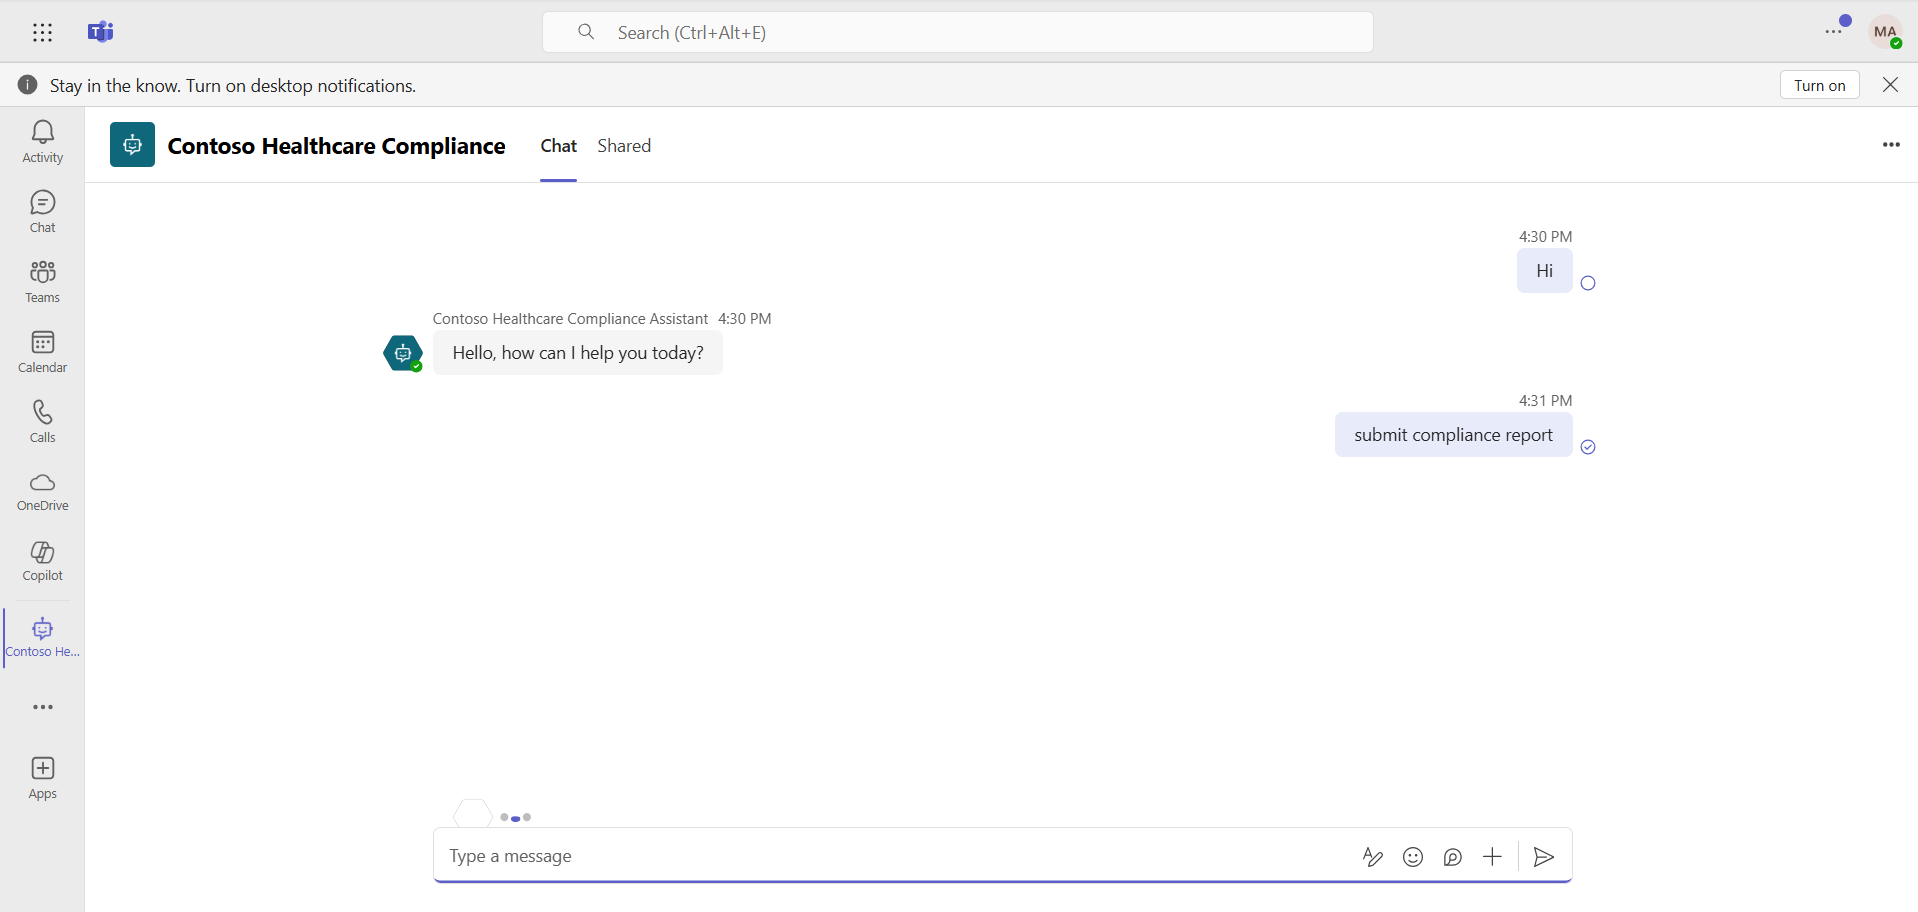 Search (Ctrl+Alt+E)
MA
Stay in the know. Turn on desktop notifications.
Turn on
Activity
Chat
Teams
Calendar
Calls
OneDrive
Copilot
Contoso He...
Apps
Contoso Healthcare Compliance
Chat
Shared
4:30 PM
Hi
Contoso Healthcare Compliance Assistant 4:30 PM
Hello, how can I help you today?
4:31 PM
submit compliance report
Type a message